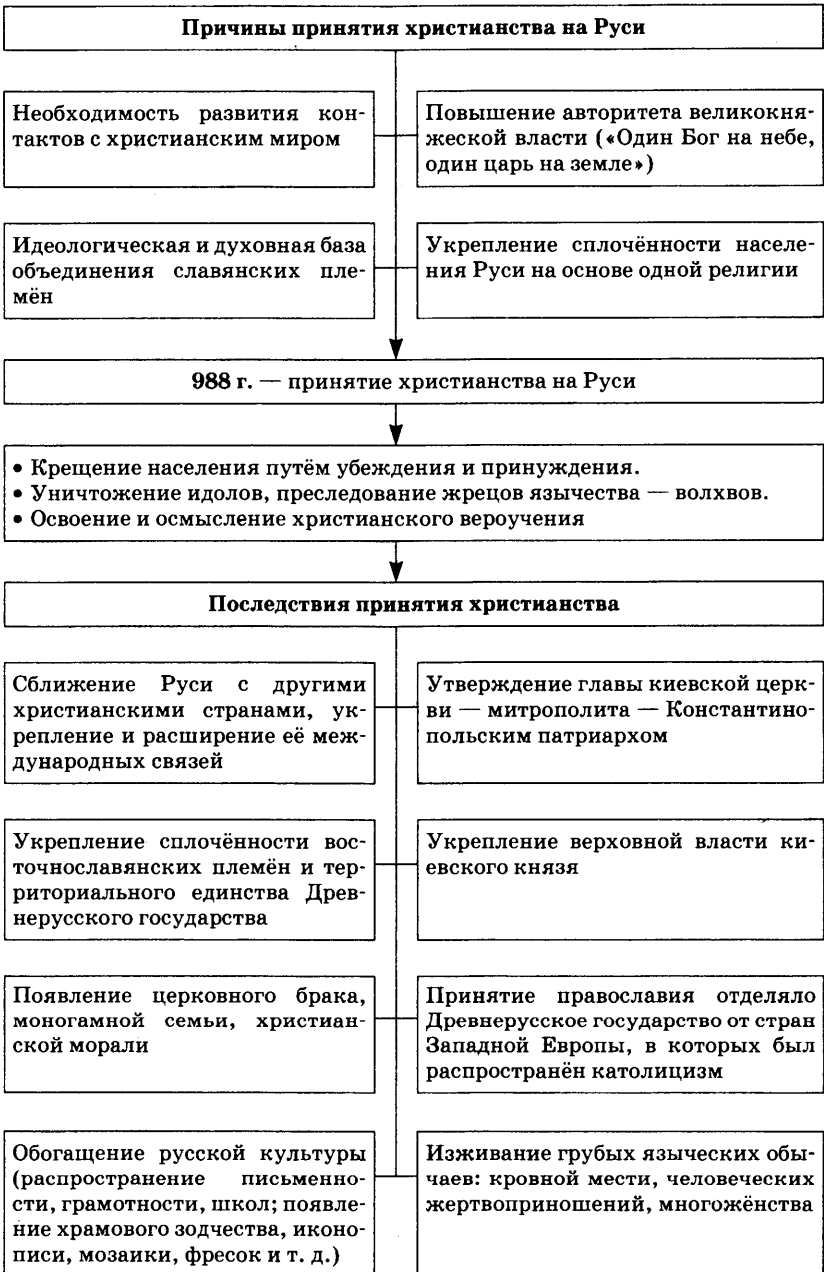 Причины принятия христианства на Руси
Необходимость развития кон-
тактов с христианским миром
Повышение авторитета великокня-
жеской власти («Один Бог на небе,
один царь на земле»)
Идеологическая и духовная база
объединения славянских пле-
мён
Укрепление сплочённости населе-
ния Руси на основе одной религии
988 г. — принятие христианства на Руси
• Крещение населения путём убеждения и принуждения.
• Уничтожение идолов, преследование жрецов язычества — волхвов.
• Освоение и осмысление христианского вероучения
Последствия принятия христианства
Сближение Руси с другими
христианскими странами, ук-
репление и расширение её меж-
дународных связей
Утверждение главы киевской церк-
ви — митрополита — Константино-
польским патриархом
Укрепление сплочённости вос-
точнославянских племён и тер-
риториального единства Древ-
нерусского государства
Укрепление верховной власти ки-
евского князя
Появление церковного брака,
моногамной семьи, христиан-
ской морали
Принятие православия отделяло
Древнерусское государство от стран
Западной Европы, в которых был
распространён католицизм
Обогащение русской культуры
(распространение письменно-
сти, грамотности, школ; появле-
ние храмового зодчества, иконо-
писи, мозаики, фресок и т. д.)
Изживание грубых языческих обы-
чаев: кровной мести, человеческих
жертвоприношений, многожёнства